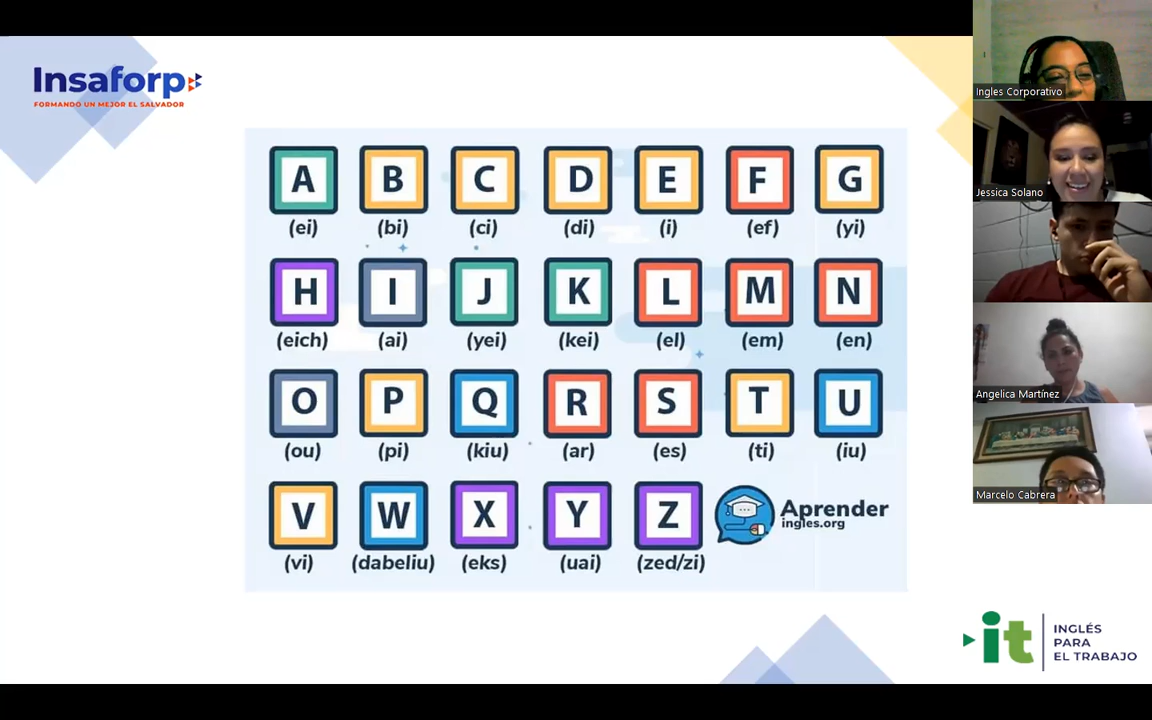 Insaforp
FORMANDO UN MEJOR EL SALVADOR
A B C D E F G
(ei) (bi) (ci) (di) (i) (ef) (yi)
H I J K L M N
(eich) (ai) (yei) (kei) (el) (em) (en)
O P Q R S T U
(ou) (pi) (kiu) (ar) (es) (ti) (iu)
V W X Y Z
(vi) (dabeliu) (eks) (uai) (zed/zi)
Aprender
ingles.org
it
INGLÉS
PARA
EL TRABAJO
Ingles Corporativo
Jessica Solano
Angelica Martínez
Marcelo Cabrera